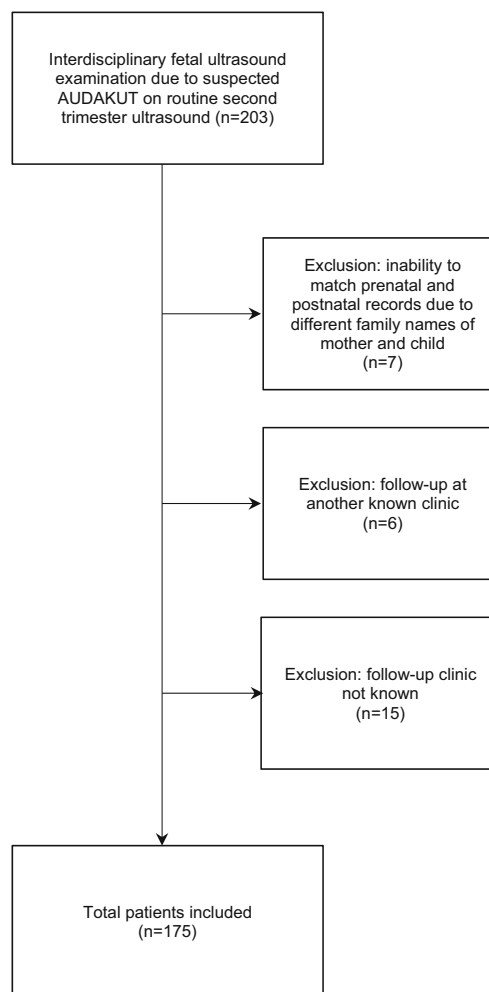 Interdisciplinary fetal ultrasound
examination due to suspected
AUDAKUT on routine second
trimester ultrasound (n=203)
Exclusion: inability to
match prenatal and
postnatal records due to
different family names of
mother and child
(n=7)
Exclusion: follow-up at
another known clinic
(n=6)
Exclusion: follow-up clinic
not known
(n=15)
Total patients included
(n=175)